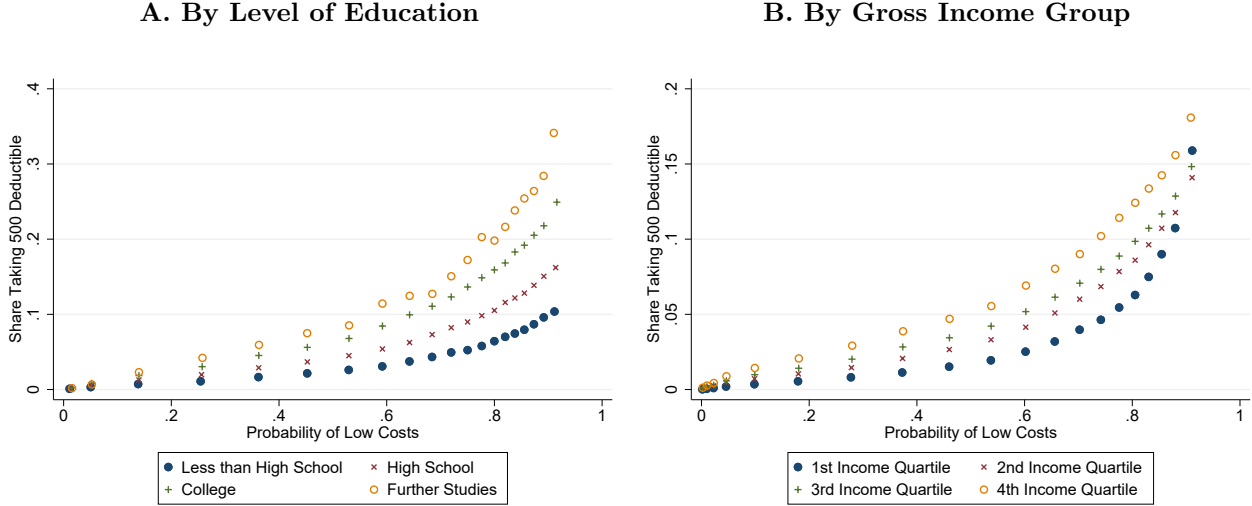 A. By Level of Education
Share Taking 500 Deductible
.4
.3
.2
.1
0
0 .2 .4 .6 .8 1
Probability of Low Costs
Less than High School High School
College Further Studies
B. By Gross Income Group
Share Taking 500 Deductible
.2
.15
.1
.05
0
0 .2 .4 .6 .8 1
Probability of Low Costs
1st Income Quartile 2nd Income Quartile
3rd Income Quartile 4th Income Quartile